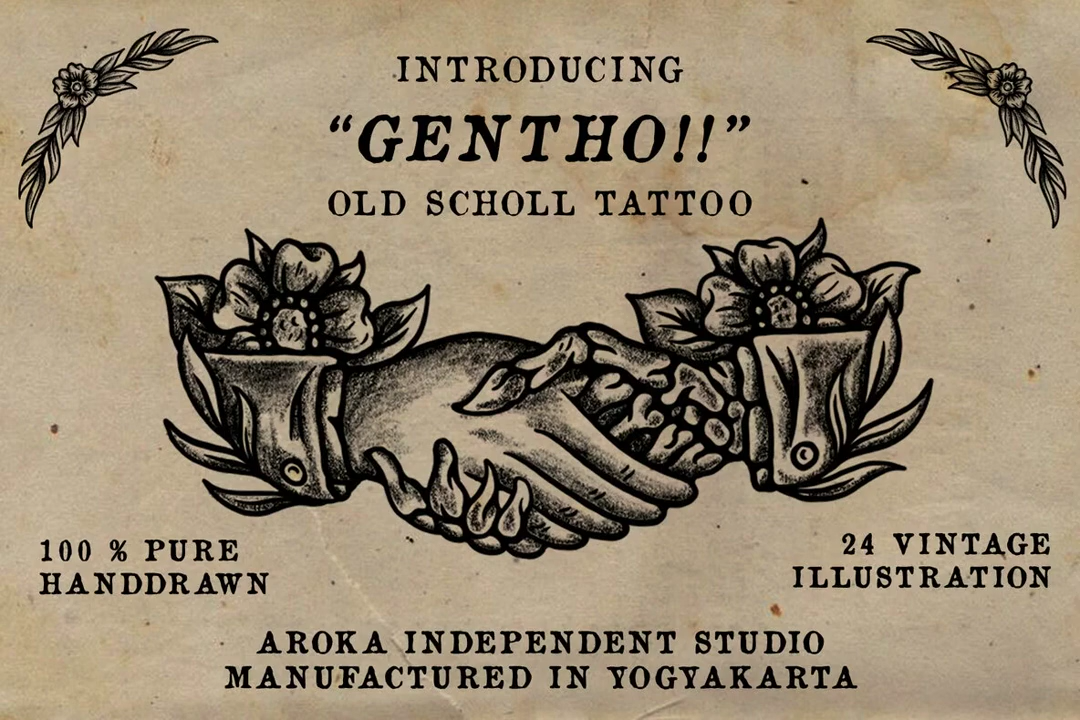 INTRODUCING
“GENTHO!!”
OLD SCHOLL TATTOO
100 % PURE
HANDDRAWN
24 VINTAGE
ILLUSTRATION
AROKA INDEPENDENT STUDIO
MANUFACTURED IN YOGYAKARTA